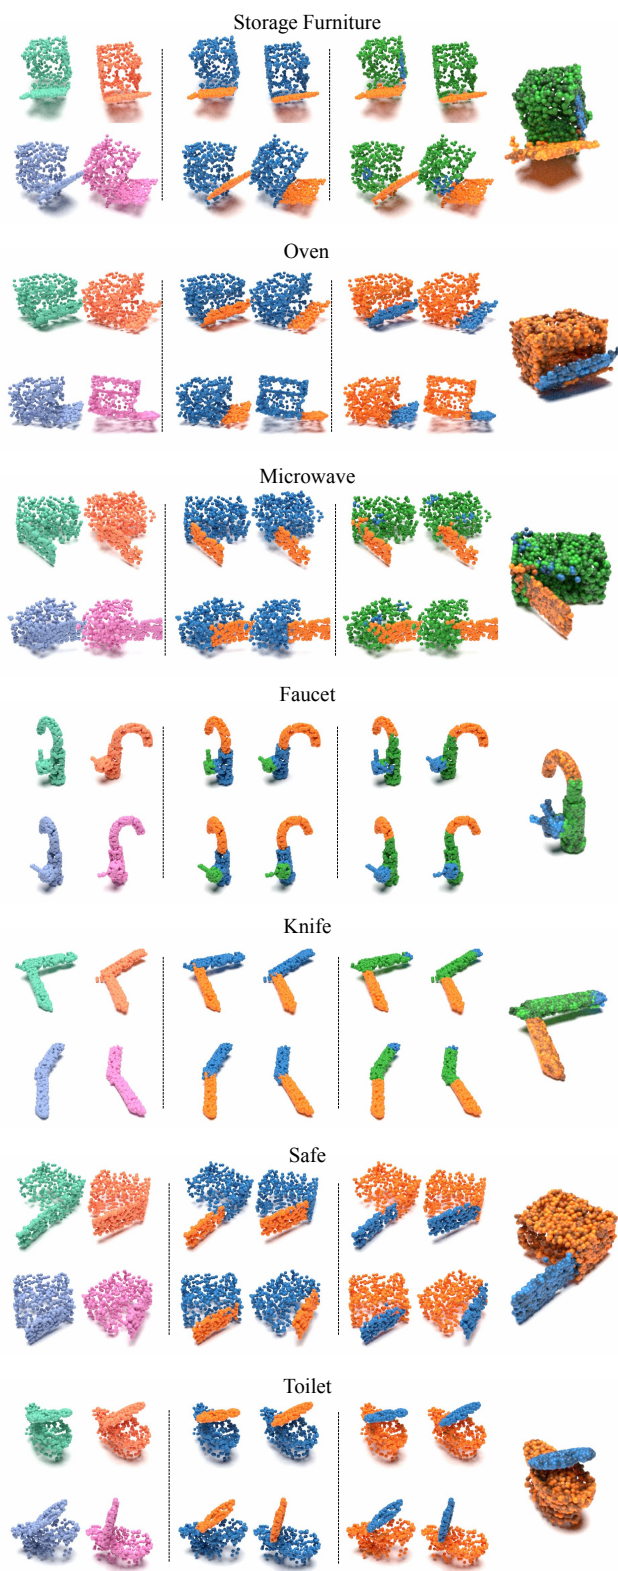 Storage Furniture
Oven
Microwave
Faucet
Knife
Safe
Toilet